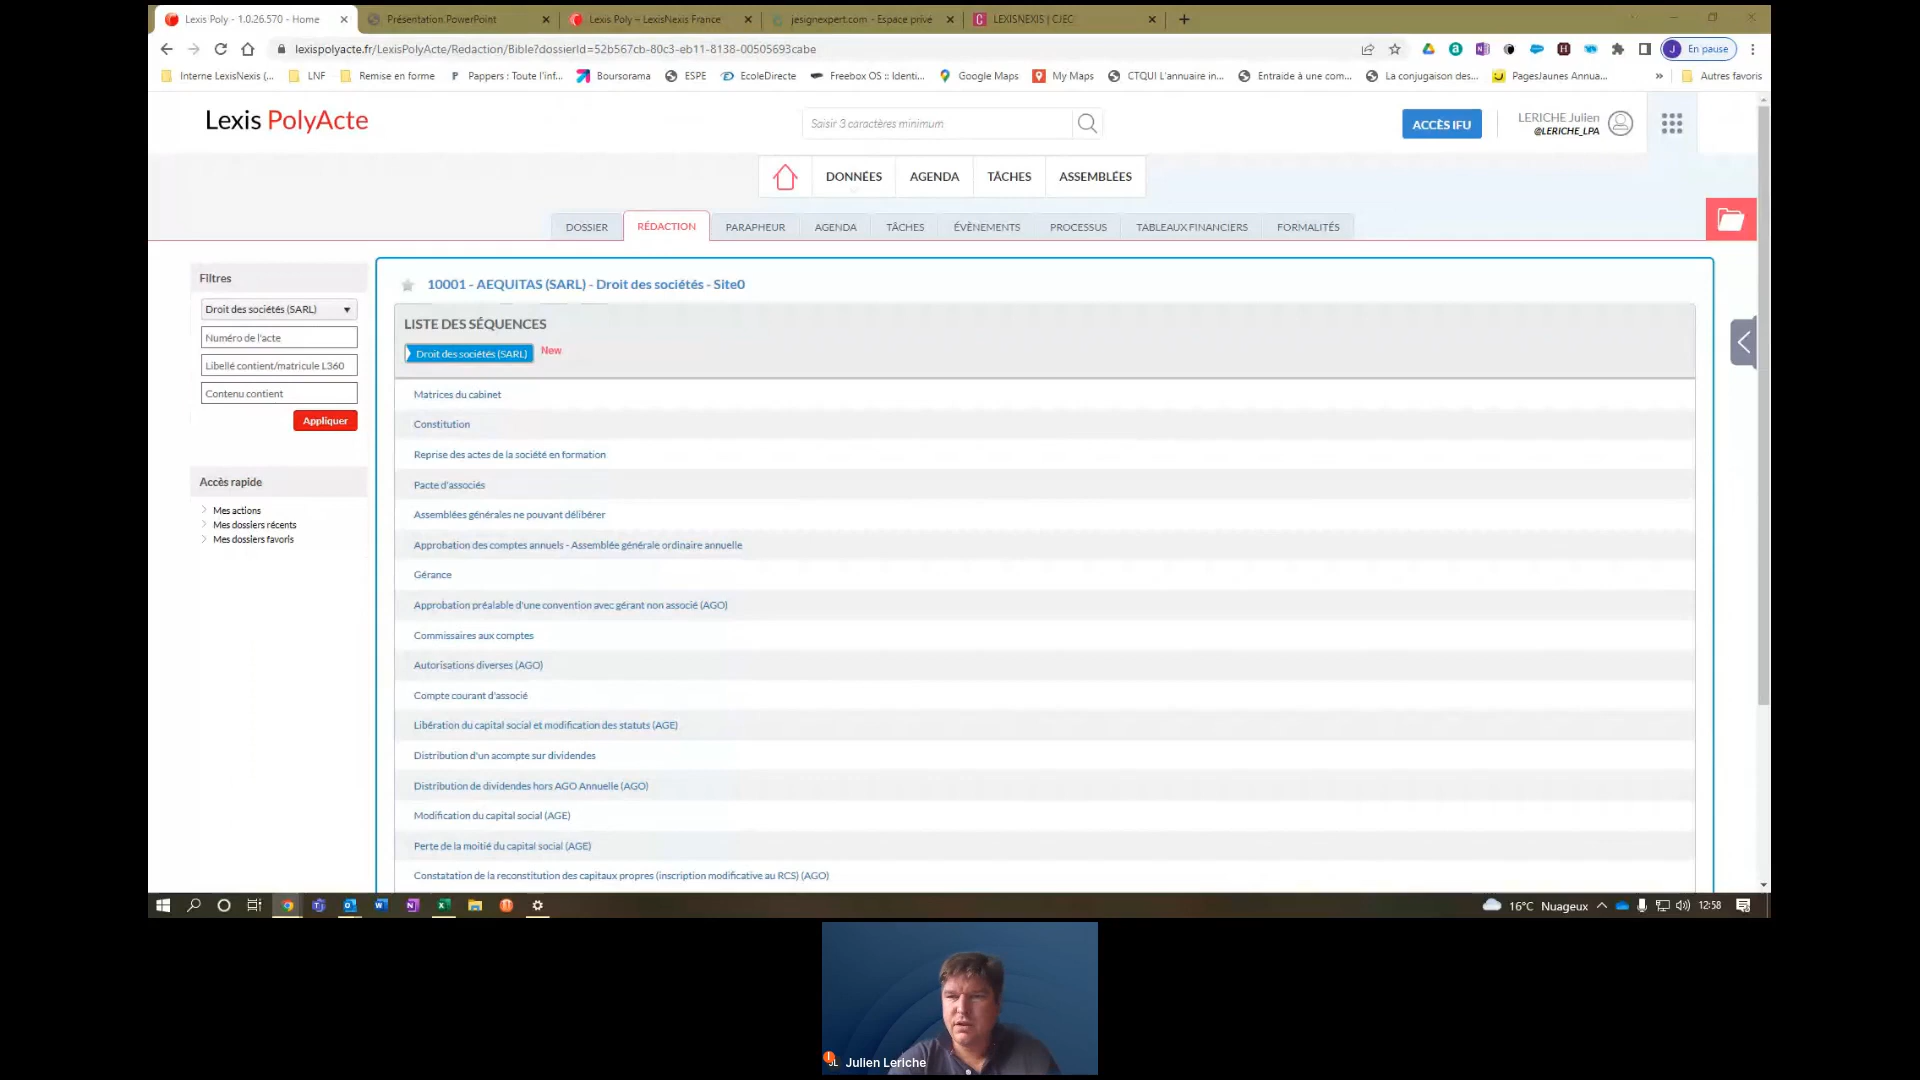 Lexis Poly - 1.0.26.570 - Home
Présentation PowerPoint
Lexis Poly – LexisNexis France
jesignexpert.com - Espace privé
LEXISNEXIS | CJEC
lexispolyacte.fr/LexisPolyActe/Redaction/Bible?dossierId=52b567cb-80c3-eb11-8138-00505693cabe
En pause
Interne LexisNexis (...
LNF
Remise en forme
Pappers : Toute l'inf...
Boursorama
ESPE
EcoleDirecte
Freebox OS :: Identi...
Google Maps
My Maps
CTQUI L'annuaire in...
Entraide à une com...
La conjugaison des...
PagesJaunes Annua...
»
Autres favoris
Lexis PolyActe
Saisir 3 caractères minimum
ACCÈS IFU
LERICHE Julien
@LERICHE_LPA
DONNÉES
AGENDA
TÂCHES
ASSEMBLÉES
DOSSIER
RÉDACTION
PARAPHEUR
AGENDA
TÂCHES
ÉVÈNEMENTS
PROCESSUS
TABLEAUX FINANCIERS
FORMALITÉS
Filtres
Droit des sociétés (SARL)
Numéro de l'acte
Libellé contient/matricule L360
Contenu contient
Appliquer
Accès rapide
Mes actions
Mes dossiers récents
Mes dossiers favoris
10001 - AEQUITAS (SARL) - Droit des sociétés - Site0
LISTE DES SÉQUENCES
Droit des sociétés (SARL)
New
Matrices du cabinet
Constitution
Reprise des actes de la société en formation
Pacte d'associés
Assemblées générales ne pouvant délibérer
Approbation des comptes annuels - Assemblée générale ordinaire annuelle
Gérance
Approbation préalable d'une convention avec gérant non associé (AGO)
Commissaires aux comptes
Autorisations diverses (AGO)
Compte courant d'associé
Libération du capital social et modification des statuts (AGE)
Distribution d'un acompte sur dividendes
Distribution de dividendes hors AGO Annuelle (AGO)
Modification du capital social (AGE)
Perte de la moitié du capital social (AGE)
Constatation de la reconstitution des capitaux propres (inscription modificative au RCS) (AGO)
16°C Nuageux
12:58
JL
Julien Leriche